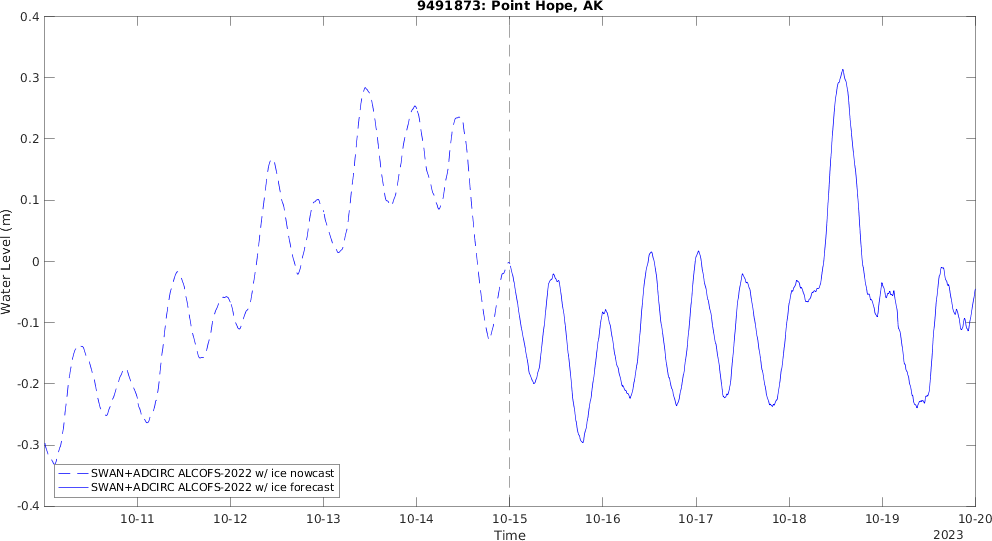 9491873: Point Hope, AK
0.4
0.3
0.2
0.1
0
-0.1
-0.2
-0.3
-0.4
Water Level (m)
SWAN+ADCIRC ALCOFS-2022 w/ ice nowcast
SWAN+ADCIRC ALCOFS-2022 w/ ice forecast
10-11 10-12 10-13 10-14 10-15 10-16 10-17 10-18 10-19 10-20
Time
2023